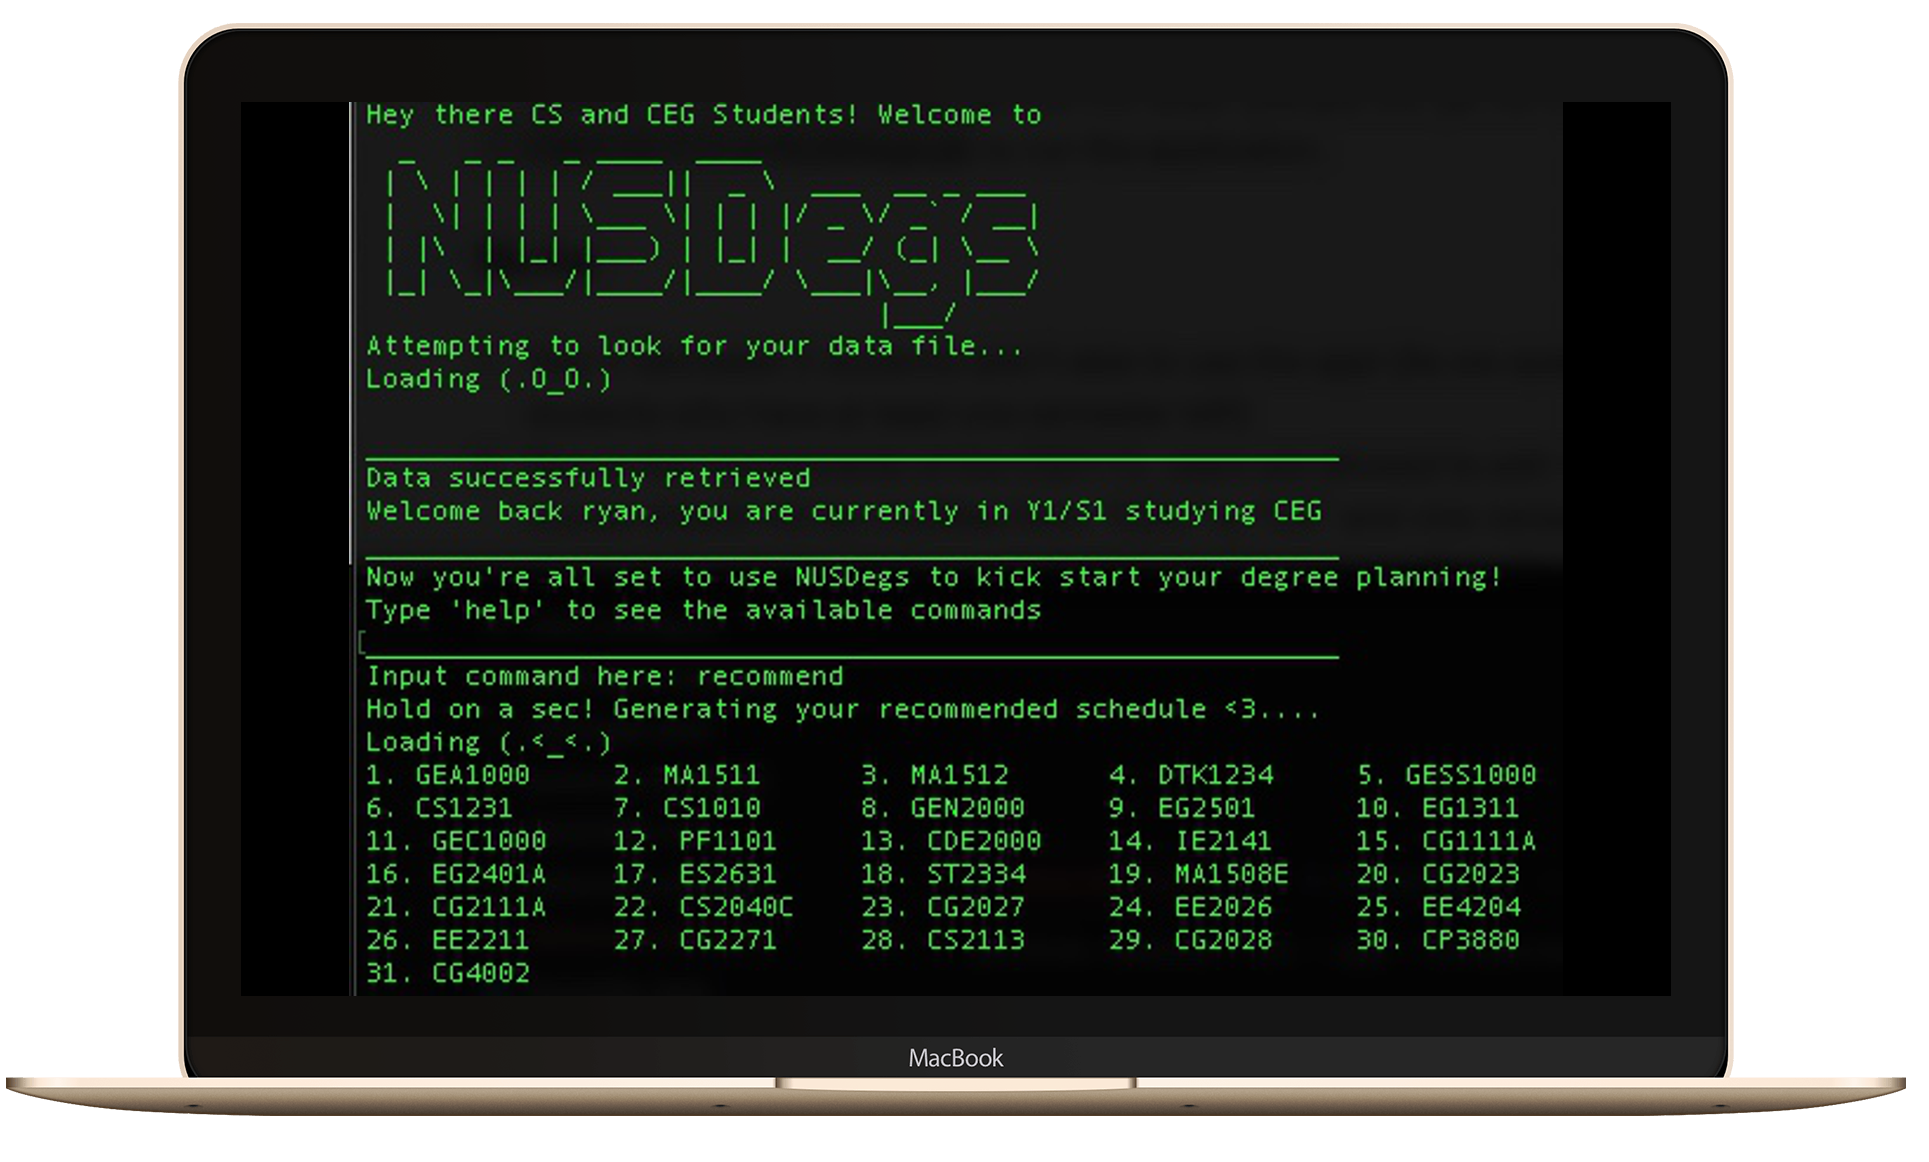 Hey there CS and CEG Students! Welcome to
NUSDegs
Attempting to look for your data file...
Loading (.O_O.)
Data successfully retrieved
Welcome back ryan, you are currently in Y1/S1 studying CEG
Now you're all set to use NUSDegs to kick start your degree planning!
Type 'help' to see the available commands
Input command here: recommend
Hold on a sec! Generating your recommended schedule <3....
Loading (.<_<.)
1. GEA1000 2. MA1511 3. MA1512 4. DTK1234 5. GESS1000
6. CS1231 7. CS1010 8. GEN2000 9. EG2501 10. EG1311
11. GEC1000 12. PF1101 13. CDE2000 14. IE2141 15. CG1111A
16. EG2401A 17. ES2631 18. ST2334 19. MA1508E 20. CG2023
21. CG2111A 22. CS2040C 23. CG2027 24. EE2026 25. EE4204
26. EE2211 27. CG2271 28. CS2113 29. CG2028 30. CP3880
31. CG4002
MacBook